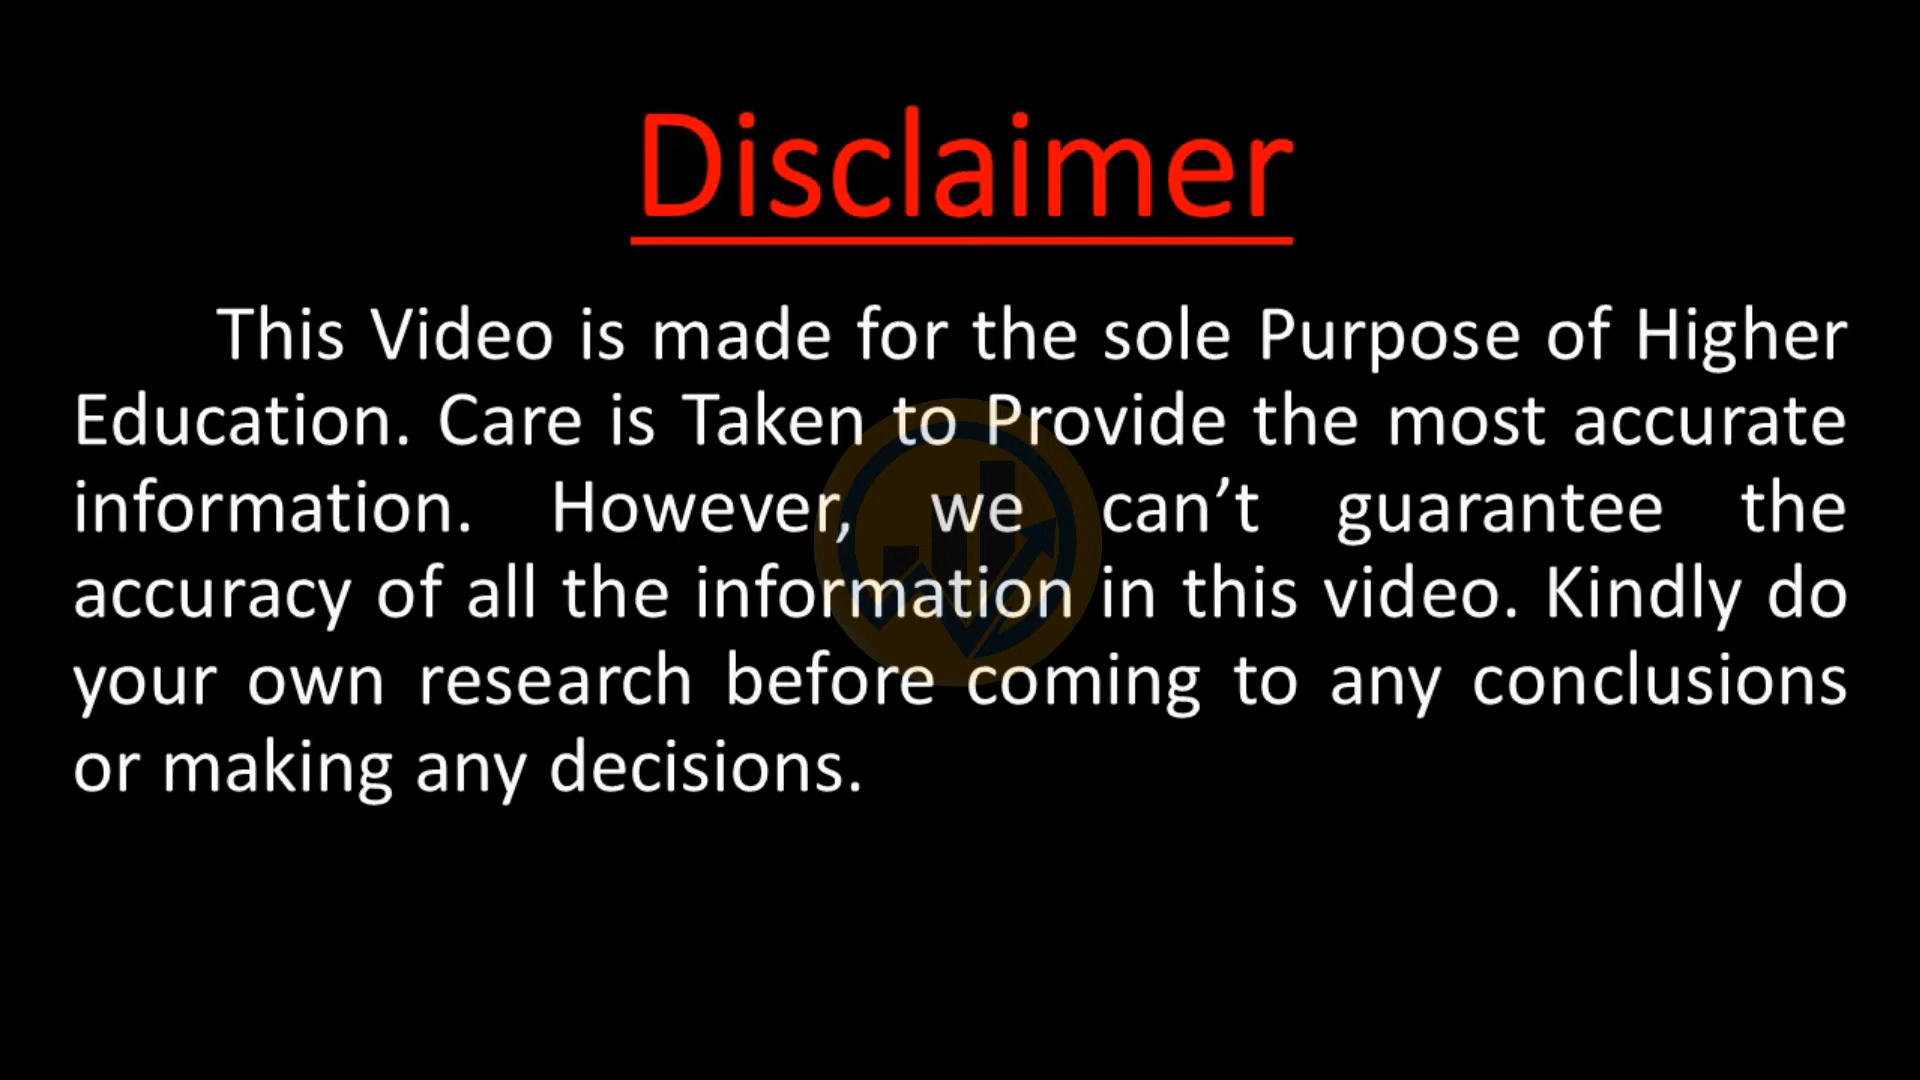 Disclaimer
This Video is made for the sole Purpose of Higher
Education. Care is Taken to Provide the most accurate
information. However, we can’t guarantee the
accuracy of all the information in this video. Kindly do
your own research before coming to any conclusions
or making any decisions.